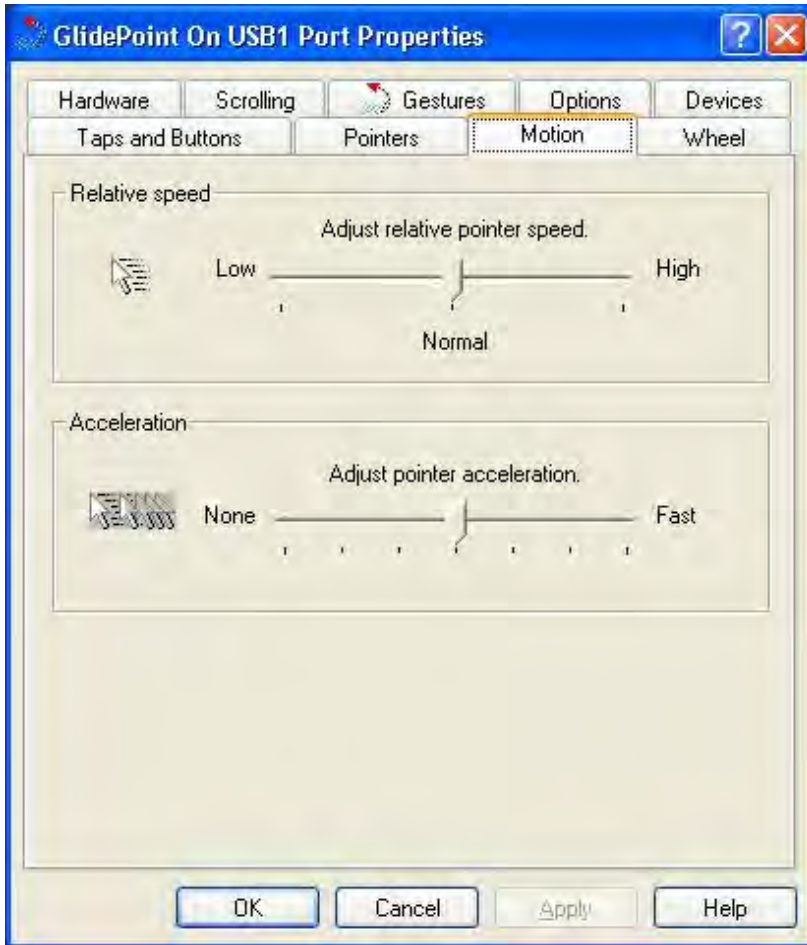 GlidePoint On USB1 Port Properties
Hardware Scrolling Gestures Options Devices
Taps and Buttons Pointers Motion Wheel
Relative speed
Adjust relative pointer speed.
Low High
Normal
Acceleration
Adjust pointer acceleration.
None Fast
OK Cancel Apply Help